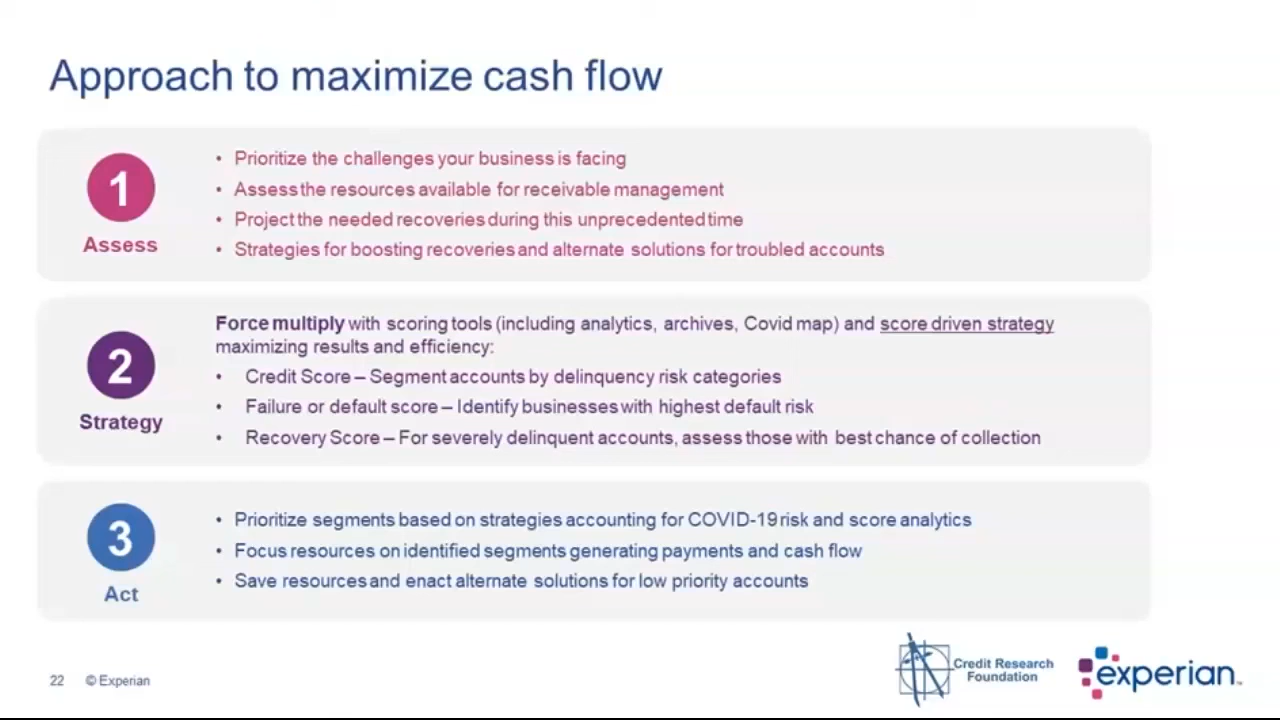 Approach to maximize cash flow
1
Assess
• Prioritize the challenges your business is facing
• Assess the resources available for receivable management
• Project the needed recoveries during this unprecedented time
• Strategies for boosting recoveries and alternate solutions for troubled accounts
2
Strategy
Force multiply with scoring tools (including analytics, archives, Covid map) and score driven strategy
maximizing results and efficiency:
• Credit Score – Segment accounts by delinquency risk categories
• Failure or default score – Identify businesses with highest default risk
• Recovery Score – For severely delinquent accounts, assess those with best chance of collection
3
Act
• Prioritize segments based on strategies accounting for COVID-19 risk and score analytics
• Focus resources on identified segments generating payments and cash flow
• Save resources and enact alternate solutions for low priority accounts
22 © Experian
Credit Research
Foundation
experian™